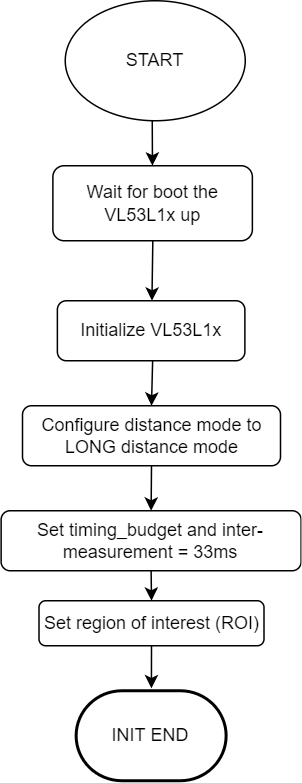 START
Wait for boot the
VL53L1x up
Initialize VL53L1x
Configure distance mode to
LONG distance mode
Set timing_budget and inter-
measurement = 33ms
Set region of interest (ROI)
INIT END